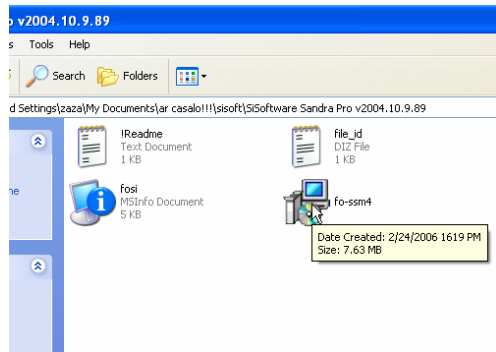 o v2004.10.9.89
s Tools Help
Search Folders
d Settings\zaza\My Documents\ar casalo!!!\sisoft\SiSoftware Sandra Pro v2004.10.9.89
!Readme
Text Document
1 KB
file_id
DIZ File
1 KB
ne
fosi
MSInfo Document
5 KB
fo-ssm4
Date Created: 2/24/2006 1619 PM
Size: 7.63 MB